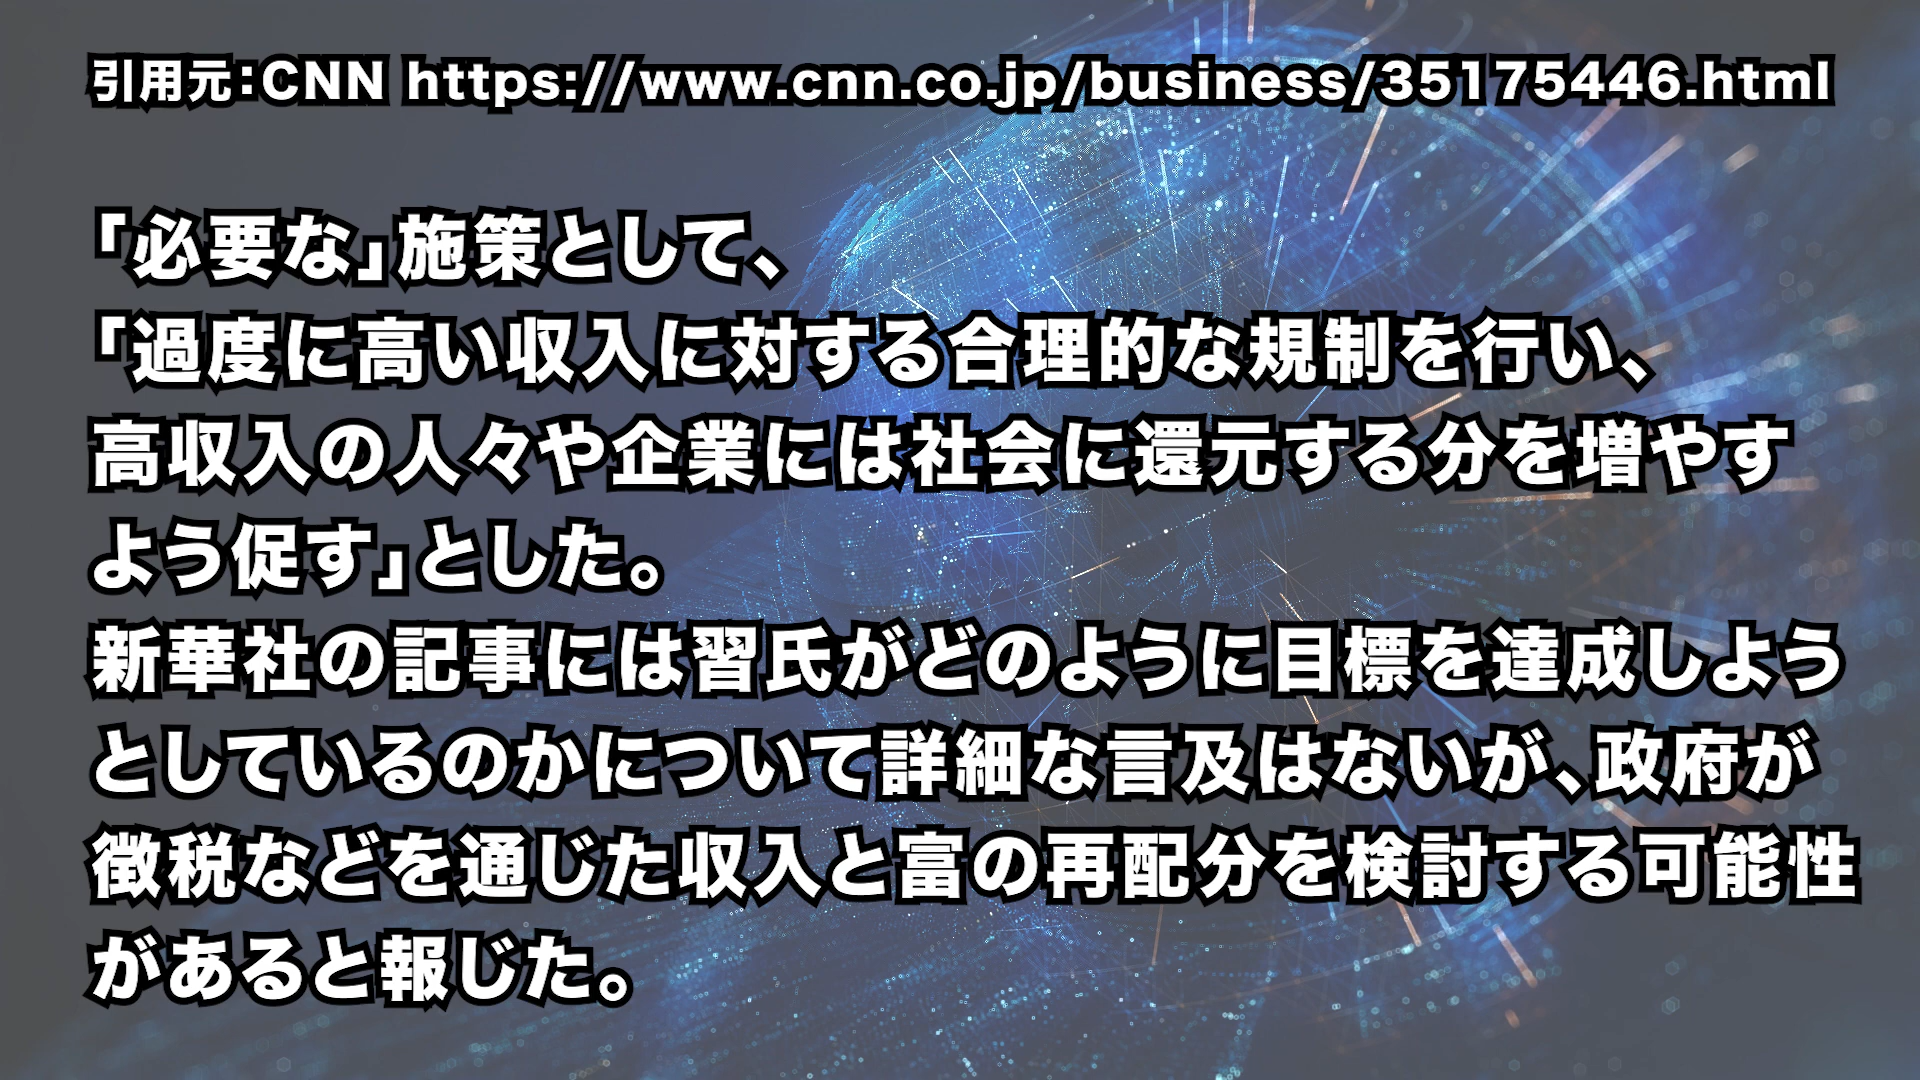 引用元：CNN https://www.cnn.co.jp/business/35175446.html
「必要な」施策として、
「過度に高い収入に対する合理的な規制を行い、
高収入の人々や企業には社会に還元する分を増やす
よう促す」とした。
新華社の記事には習氏がどのように目標を達成しよう
としているのかについて詳細な言及はないが、政府が
徴税などを通じた収入と富の再配分を検討する可能性
があると報じた。